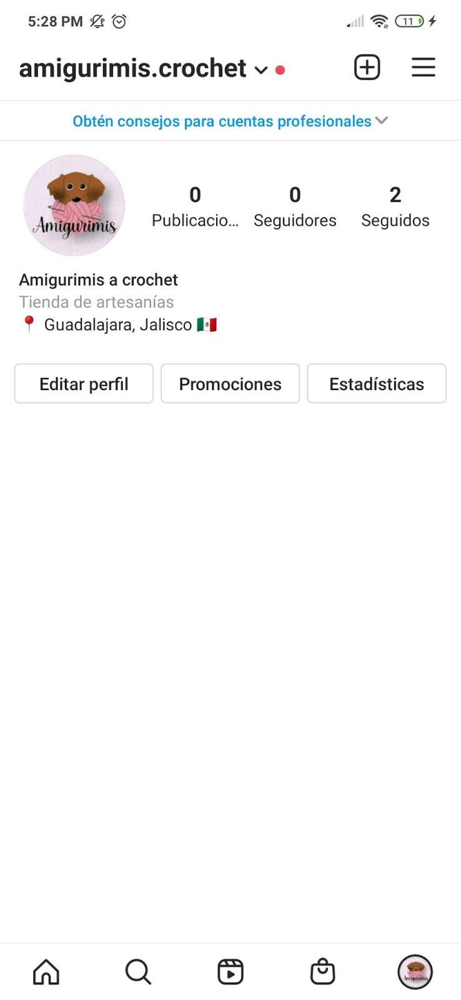 5:28 PM 11
amigurimis.crochet
Obtén consejos para cuentas profesionales
0 0 2
Publicacio... Seguidores Seguidos
Amigurimis
Amigurimis a crochet
Tienda de artesanías
📍 Guadalajara, Jalisco 🇲🇽
Editar perfil Promociones Estadísticas
Amigurimis